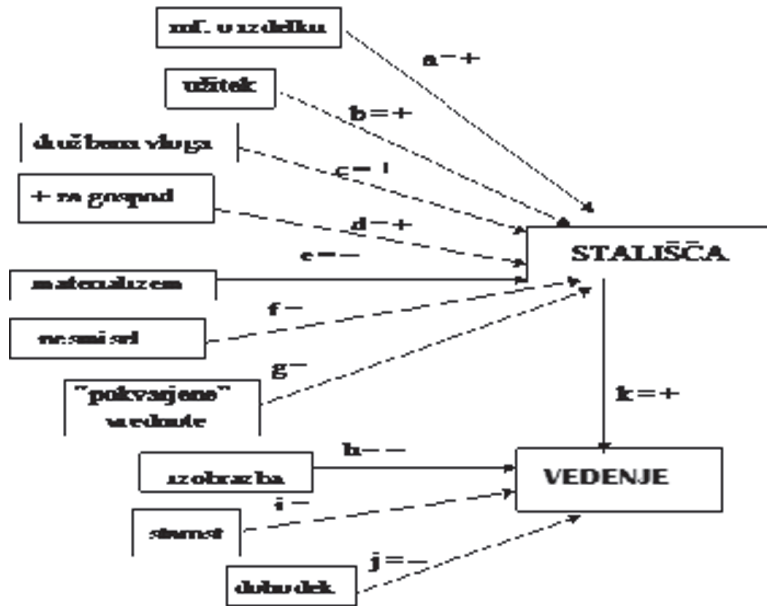 inf. o izdelku
a=+
užitek
b=+
družbena vloga
c=+
+ za gospod
d=+
STALIŠČA
e=-
materializem
f=
nesmisel
g=
"pokvarjene"
vrednote
k=+
h=-
izobrazba
VEDENJE
i=
starost
j=-
dohodek